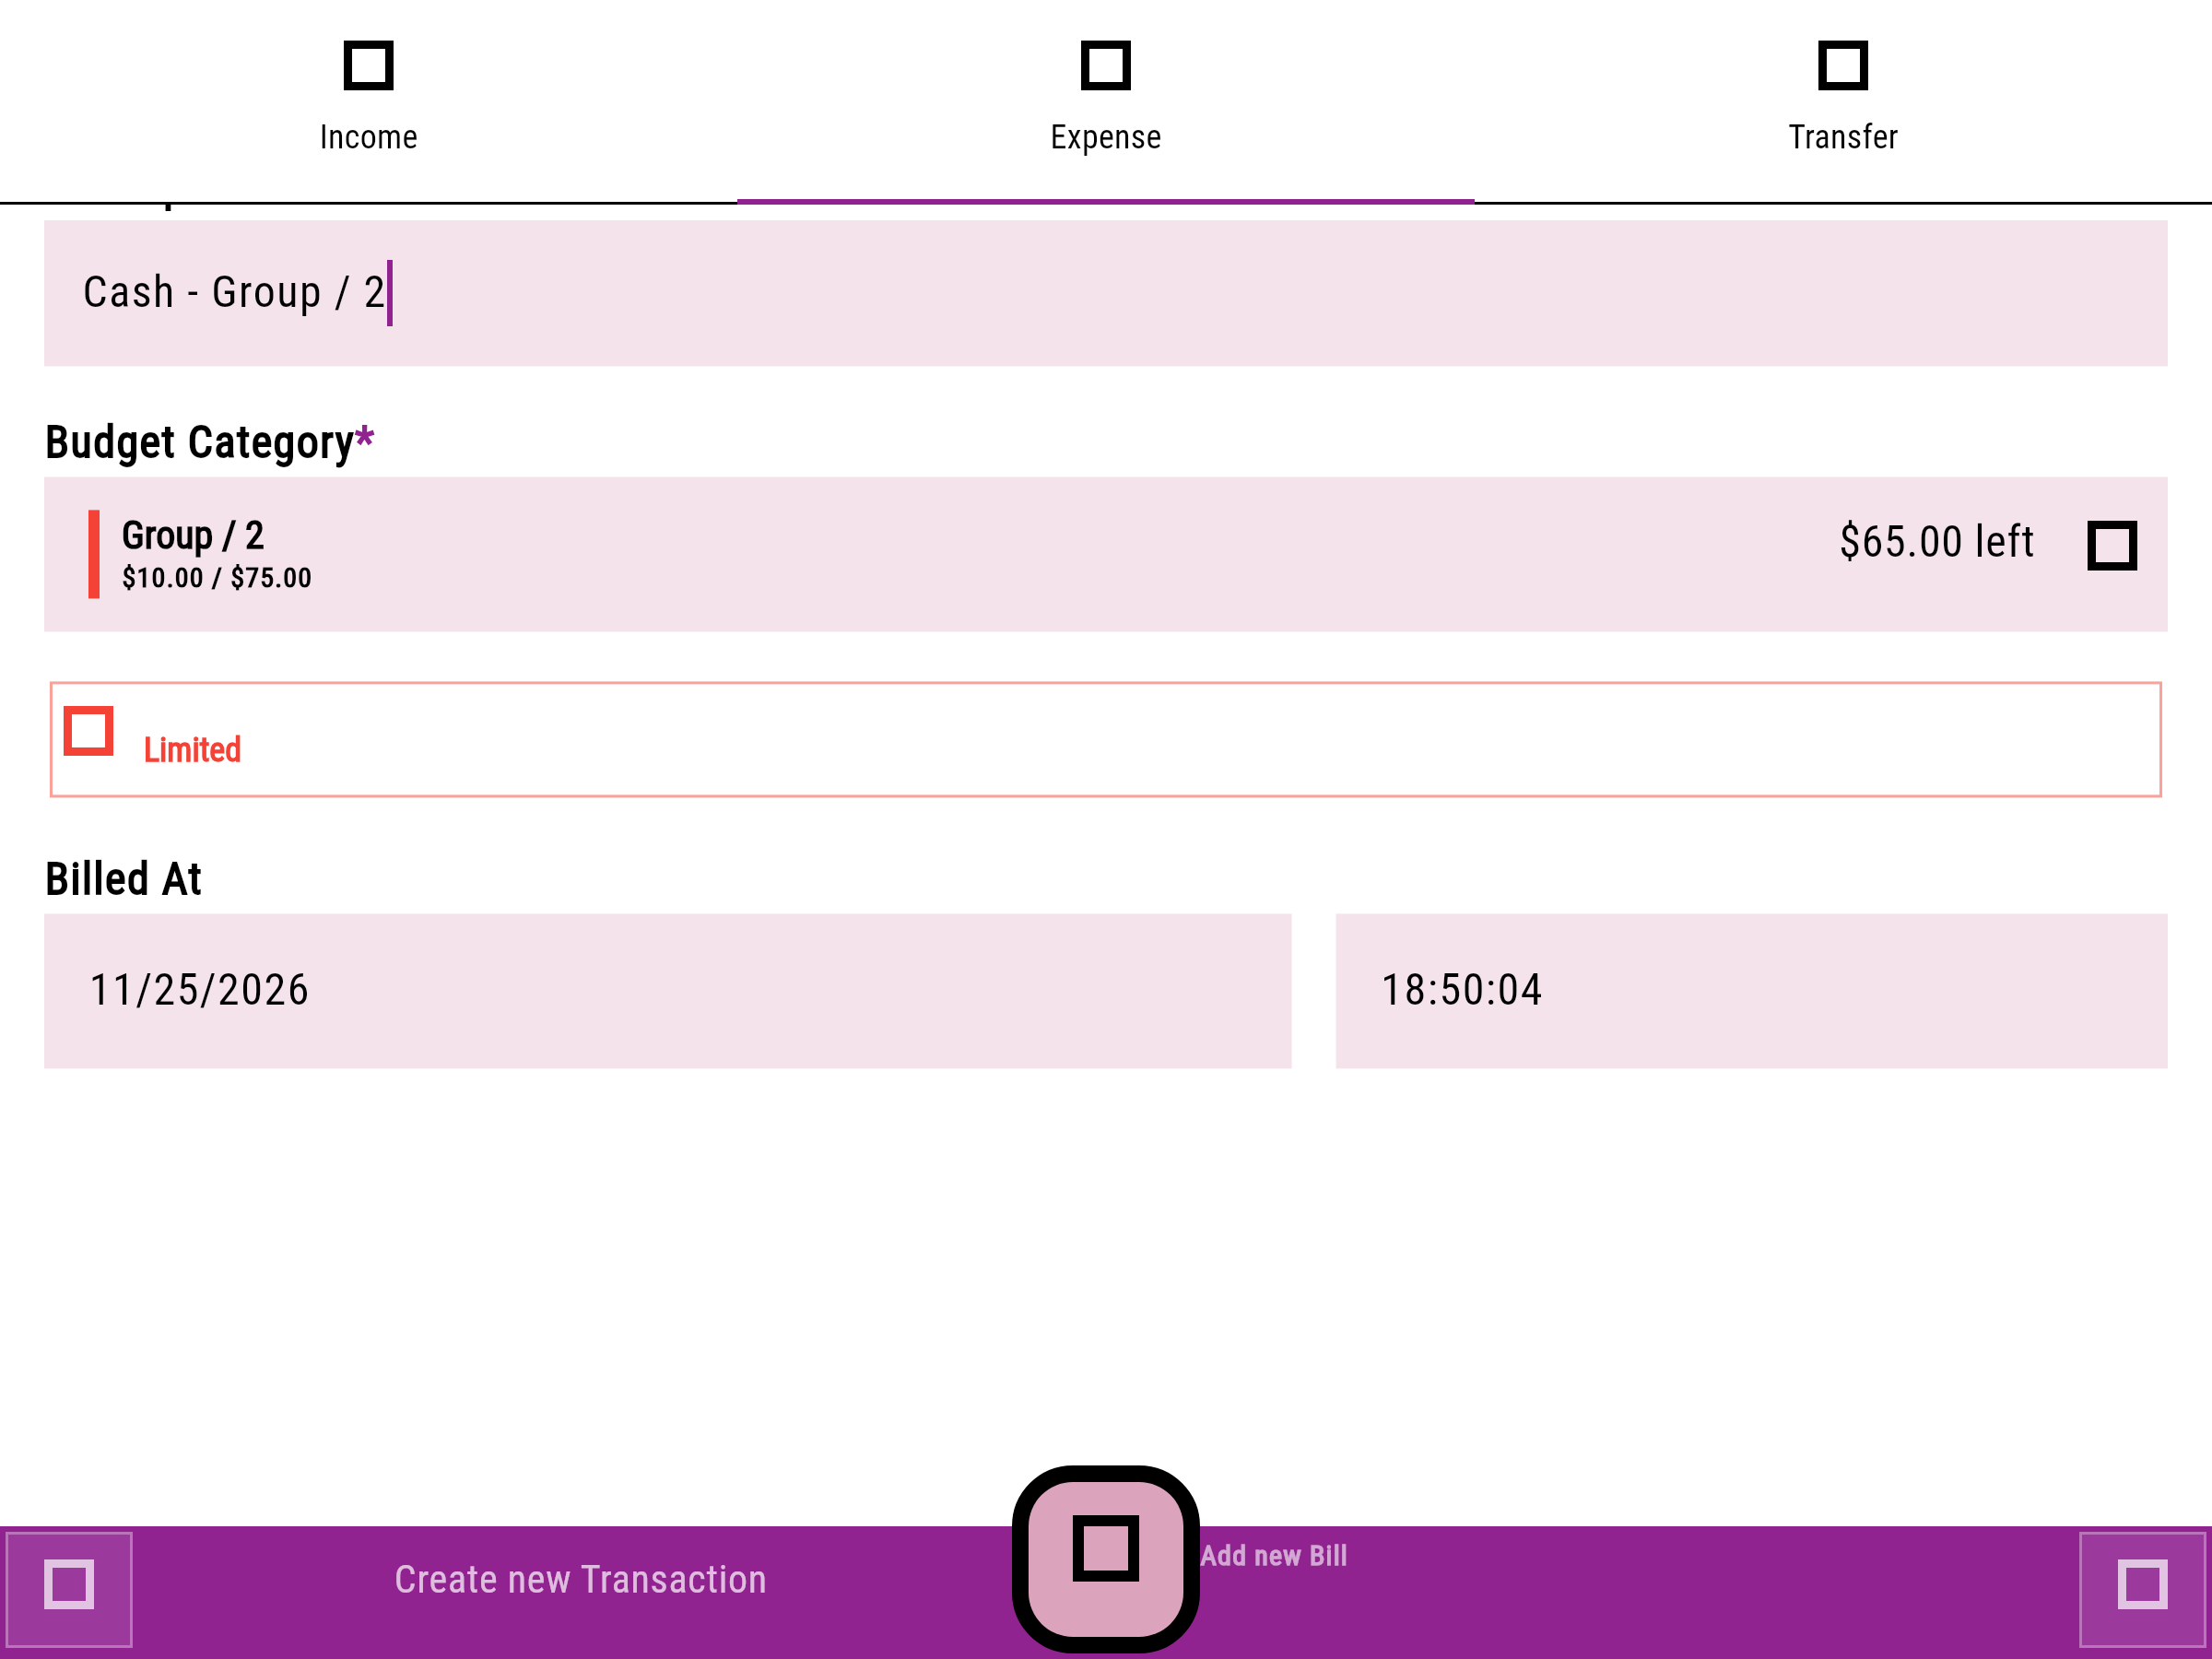 Income
Expense
Transfer
Cash - Group / 2
Budget Category*
Group / 2
$10.00 / $75.00
$65.00 left
Limited
Billed At
11/25/2026
18:50:04
Create new Transaction
Add new Bill